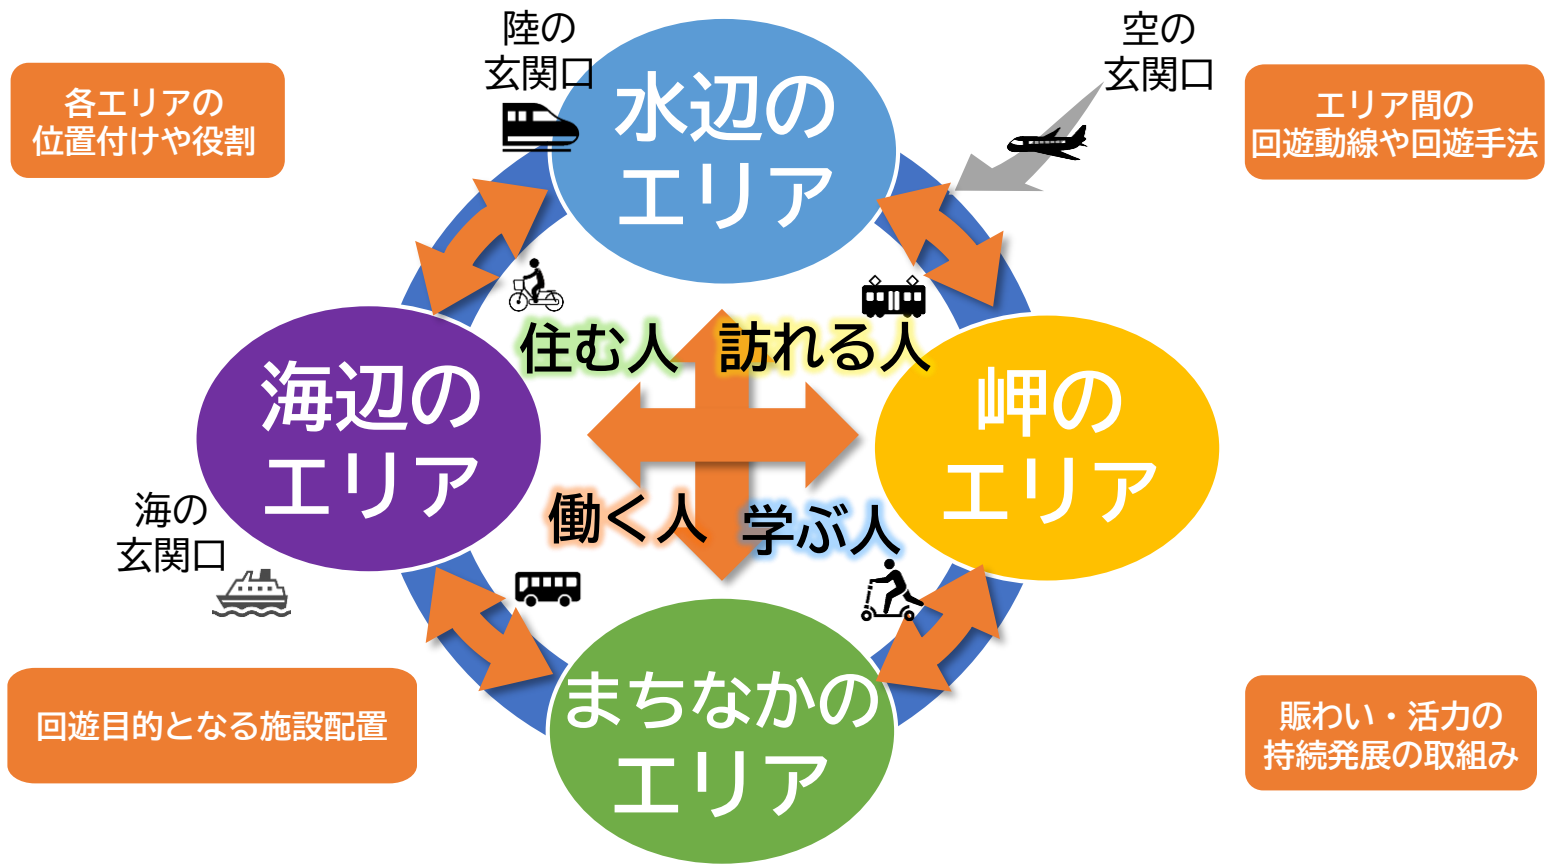 陸の
玄関口
空の
玄関口
各エリアの
位置付けや役割
水辺の
エリア
エリア間の
回遊動線や回遊手法
住む人
訪れる人
海辺の
エリア
岬の
エリア
働く人
学ぶ人
海の
玄関口
まちなかの
エリア
回遊目的となる施設配置
賑わい・活力の
持続発展の取組み